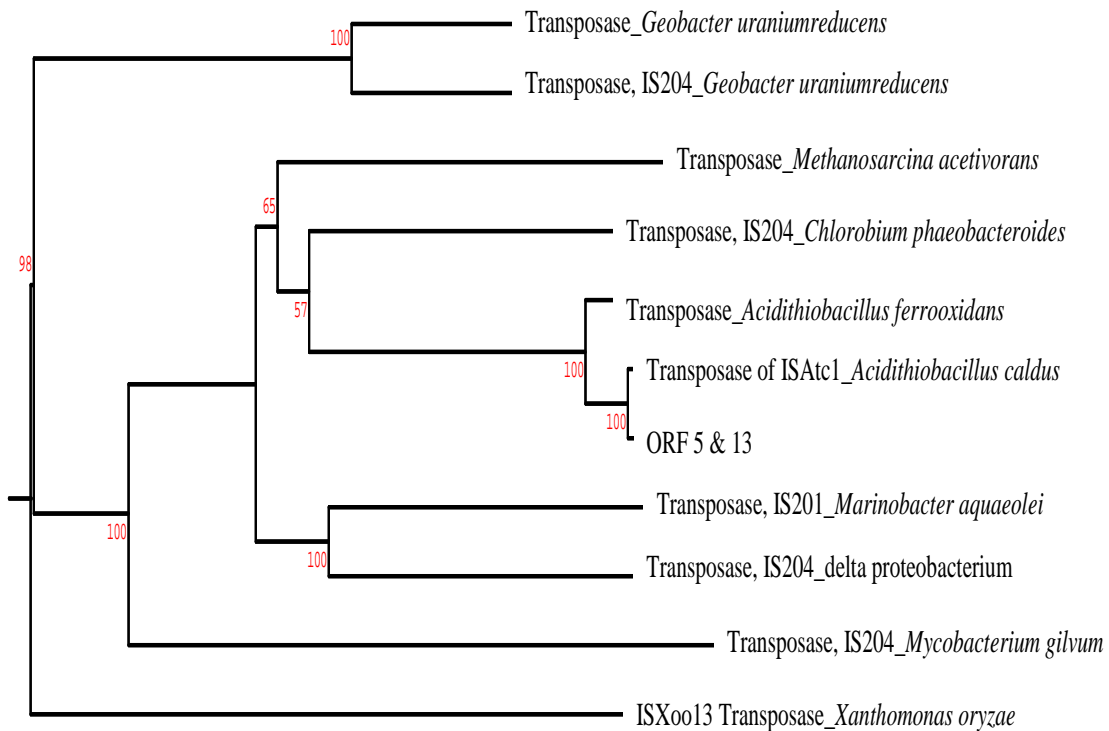 Transposase_Geobacter uraniumreducens
100
Transposase, IS204_Geobacter uraniumreducens
Transposase_Methanosarcina acetivorans
65
Transposase, IS204_Chlorobium phaeobacteroides
98
57
Transposase_Acidithiobacillus ferrooxidans
100
Transposase of ISAtc1_Acidithiobacillus caldus
100
ORF 5 & 13
Transposase, IS201_Marinobacter aquaeolei
100
100
Transposase, IS204_delta proteobacterium
Transposase, IS204_Mycobacterium gilvum
ISXoo13 Transposase_Xanthomonas oryzae